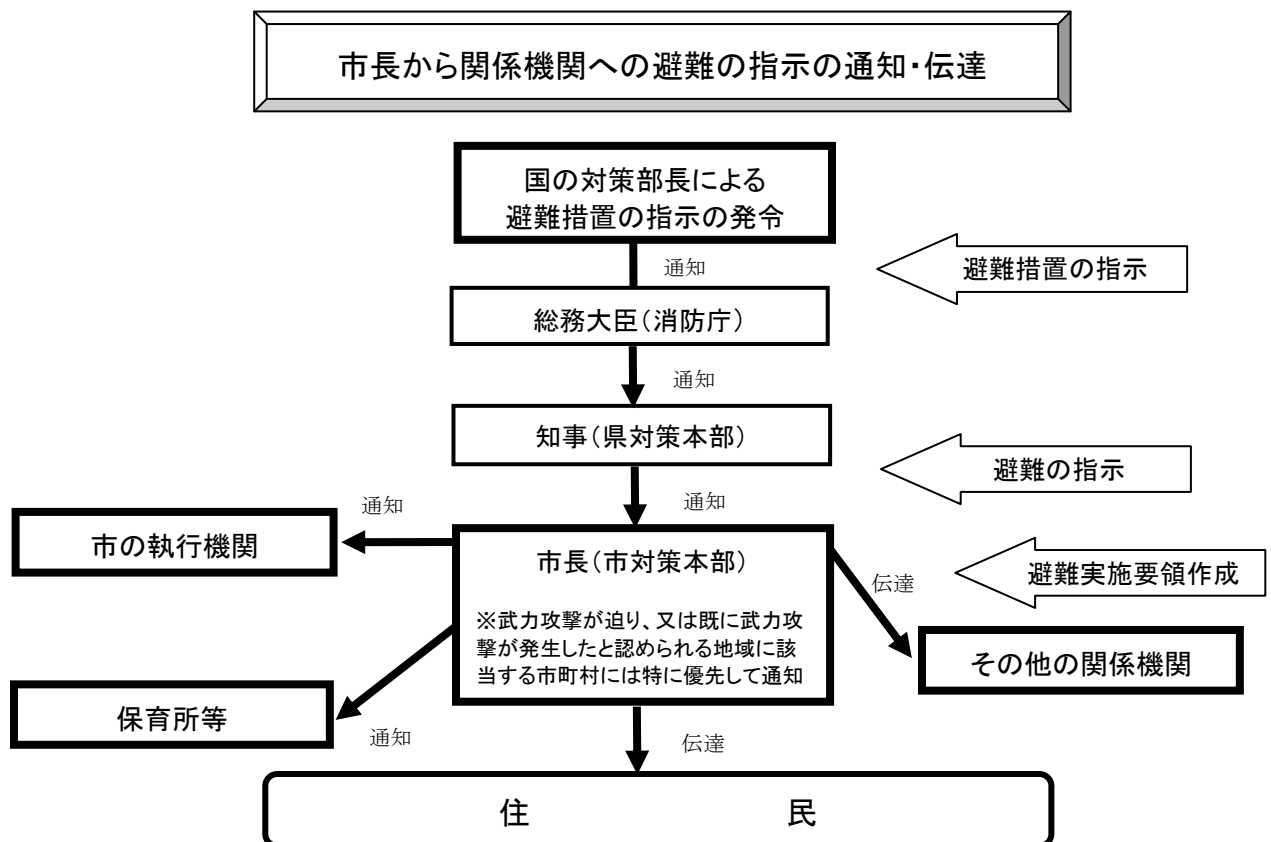 市長から関係機関への避難の指示の通知・伝達
国の対策部長による
避難措置の指示の発令
通知
避難措置の指示
総務大臣（消防庁）
通知
知事（県対策本部）
避難の指示
通知
通知
市の執行機関
市長（市対策本部）
※武力攻撃が迫り、又は既に武力攻
撃が発生したと認められる地域に該
当する市町村には特に優先して通知
伝達
避難実施要領作成
その他の関係機関
保育所等
通知
伝達
住　　　　　民